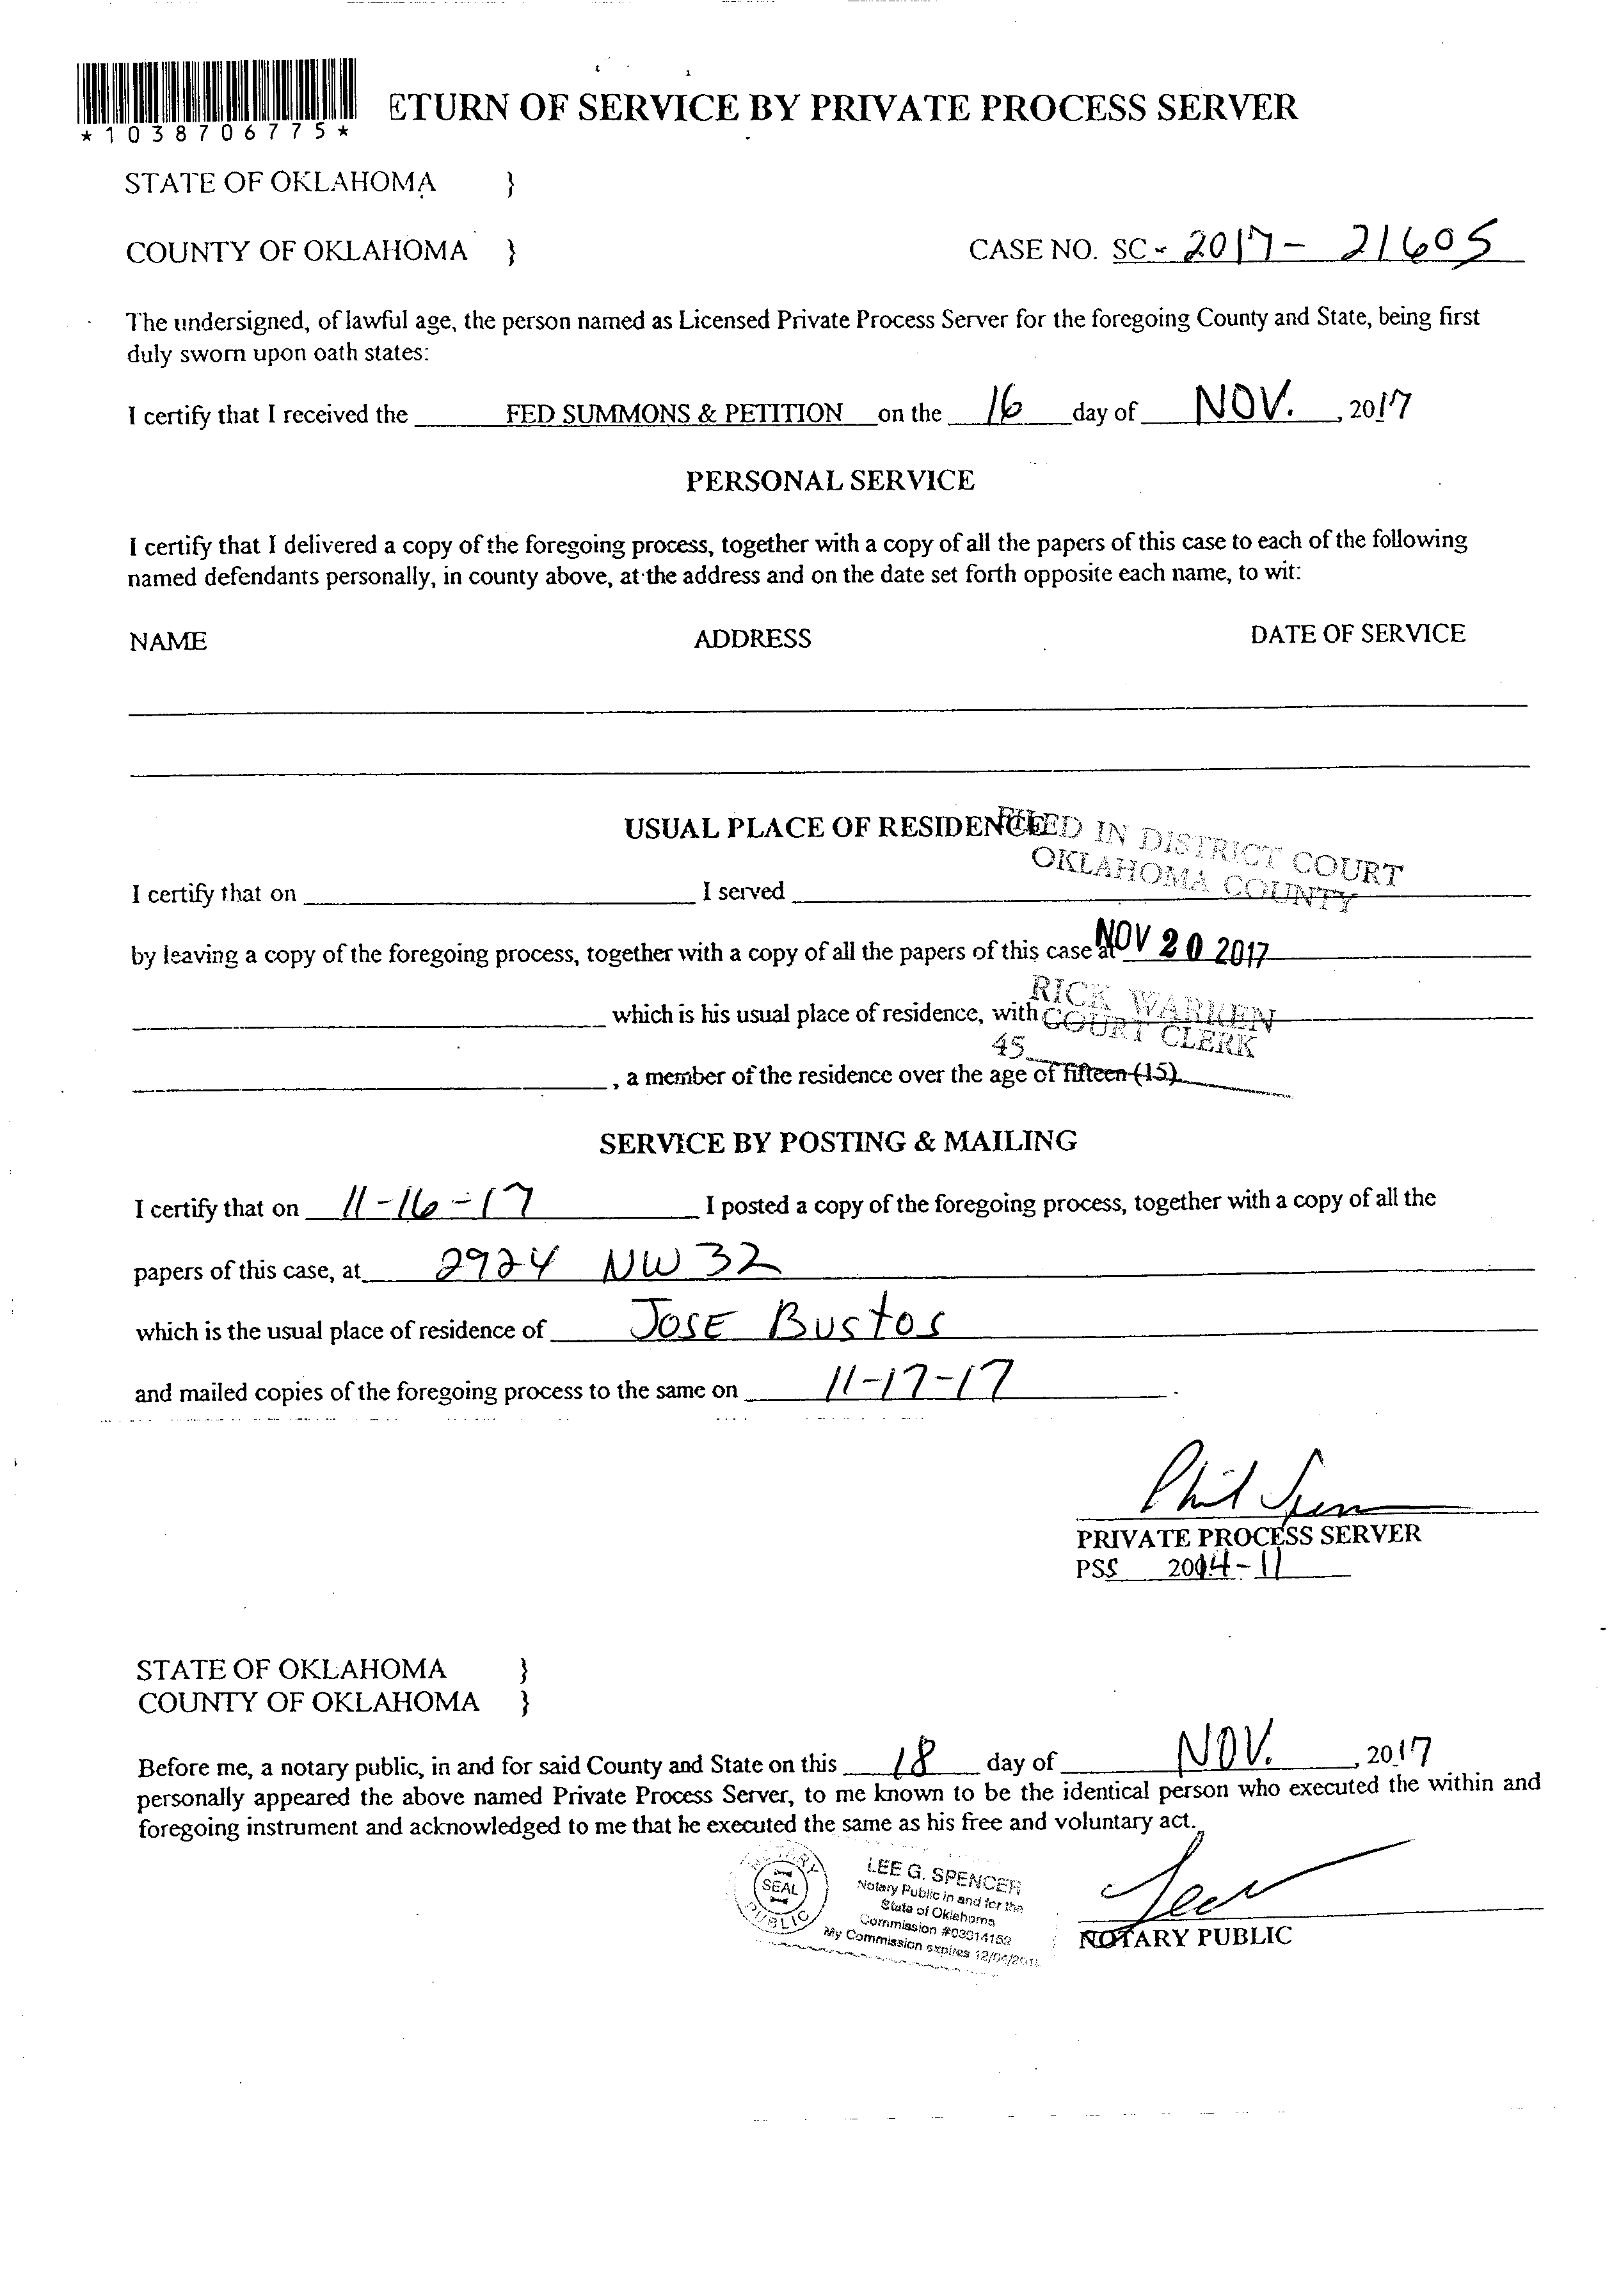 *1038706775*
ETURN OF SERVICE BY PRIVATE PROCESS SERVER
STATE OF OKLAHOMA }
COUNTY OF OKLAHOMA } CASE NO. SC - 2017 - 21605
The undersigned, of lawful age, the person named as Licensed Private Process Server for the foregoing County and State, being first
duly sworn upon oath states:
I certify that I received the FED SUMMONS & PETITION on the 16 day of NOV. , 2017
PERSONAL SERVICE
I certify that I delivered a copy of the foregoing process, together with a copy of all the papers of this case to each of the following
named defendants personally, in county above, at the address and on the date set forth opposite each name, to wit:
NAME ADDRESS DATE OF SERVICE
USUAL PLACE OF RESIDENCE
FILED IN DISTRICT COURT
OKLAHOMA COUNTY
I certify that on I served
by leaving a copy of the foregoing process, together with a copy of all the papers of this case at
NOV 20 2017
RICK WARREN
which is his usual place of residence, with
COURT CLERK
45
, a member of the residence over the age of fifteen (15)
SERVICE BY POSTING & MAILING
I certify that on 11-16-17 I posted a copy of the foregoing process, together with a copy of all the
papers of this case, at 2924 NW 32
which is the usual place of residence of JOSE BUSTOS
and mailed copies of the foregoing process to the same on 11-17-17 .
Phil Spen
PRIVATE PROCESS SERVER
PSS 2014-11
STATE OF OKLAHOMA }
COUNTY OF OKLAHOMA }
Before me, a notary public, in and for said County and State on this 18 day of NOV. , 2017
personally appeared the above named Private Process Server, to me known to be the identical person who executed the within and
foregoing instrument and acknowledged to me that he executed the same as his free and voluntary act.
NOTARY
SEAL
PUBLIC
LEE G. SPENCER
Notary Public in and for the
State of Oklahoma
Commission #03014152
My Commission expires
NOTARY PUBLIC